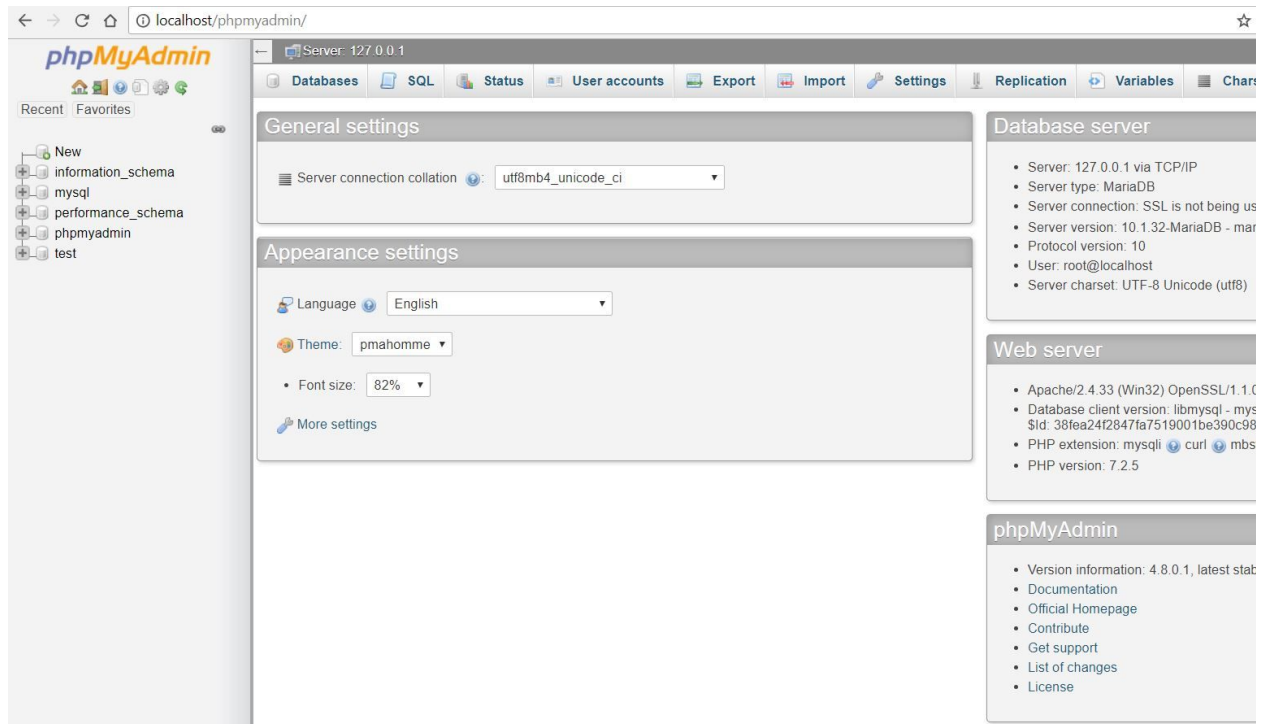 localhost/phpmyadmin/
phpMyAdmin
Recent Favorites
New
information_schema
mysql
performance_schema
phpmyadmin
test
Server: 127.0.0.1
Databases SQL Status User accounts Export Import Settings Replication Variables Chars
General settings
Server connection collation : utf8mb4_unicode_ci
Appearance settings
Language English
Theme: pmahomme
• Font size: 82%
More settings
Database server
• Server: 127.0.0.1 via TCP/IP
• Server type: MariaDB
• Server connection: SSL is not being us
• Server version: 10.1.32-MariaDB - mar
• Protocol version: 10
• User: root@localhost
• Server charset: UTF-8 Unicode (utf8)
Web server
• Apache/2.4.33 (Win32) OpenSSL/1.1.0
• Database client version: libmysql - mys
$Id: 38fea24f2847fa7519001be390c98
• PHP extension: mysqli curl mbs
• PHP version: 7.2.5
phpMyAdmin
• Version information: 4.8.0.1, latest stab
• Documentation
• Official Homepage
• Contribute
• Get support
• List of changes
• License